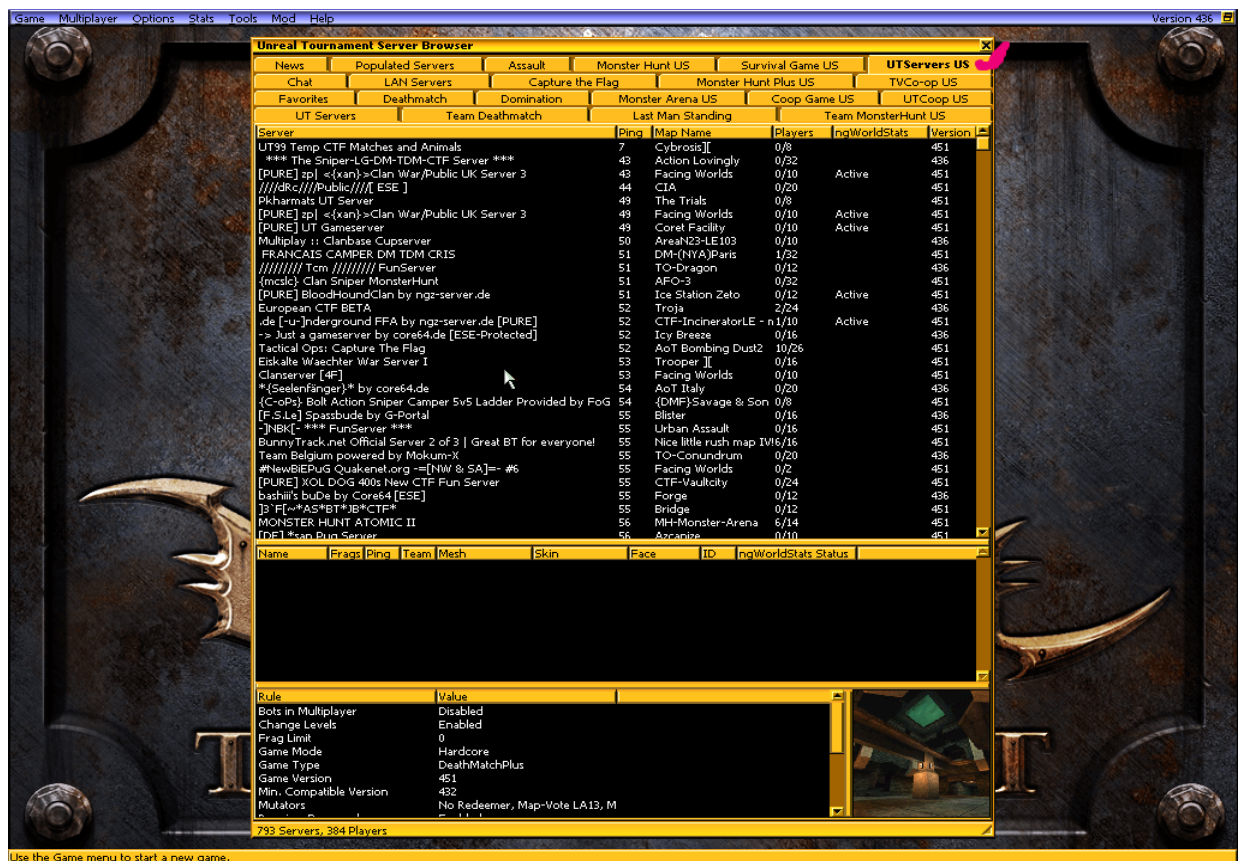 Game Multiplayer Options Stats Tools Mod Help Version 436
Unreal Tournament Server Browser
News Populated Servers Assault Monster Hunt US Survival Game US UTServers US
Chat LAN Servers Capture the Flag Monster Hunt Plus US TVCo-op US
Favorites Deathmatch Domination Monster Arena US Coop Game US UTCoop US
UT Servers Team Deathmatch Last Man Standing Team MonsterHunt US
Server Ping Map Name Players ngWorldStats Version
UT99 Temp CTF Matches and Animals 7 Cybrosis][ 0/8 451
*** The Sniper-LG-DM-TDM-CTF Server *** 43 Action Lovingly 0/32 436
[PURE] zp| <{xan}>Clan War/Public UK Server 3 43 Facing Worlds 0/10 Active 451
////dRc////Public////[ ESE ] 44 CIA 0/20 451
Pkharmats UT Server 49 The Trials 0/8 451
[PURE] zp| <{xan}>Clan War/Public UK Server 3 49 Facing Worlds 0/10 Active 451
[PURE] UT Gameserver 49 Coret Facility 0/10 Active 451
Multiplay :: Clanbase Cupserver 50 AreaN23-LE103 0/10 436
FRANCAIS CAMPER DM TDM CRIS 51 DM-(NYA)Paris 1/32 451
///////// Tcm ///////// FunServer 51 TO-Dragon 0/12 436
{mcslc} Clan Sniper MonsterHunt 51 AFO-3 0/32 451
[PURE] BloodHoundClan by ngz-server.de 51 Ice Station Zeto 0/12 Active 451
European CTF BETA 52 Troja 2/24 436
.de [-u-]nderground FFA by ngz-server.de [PURE] 52 CTF-IncineratorLE - n 1/10 Active 451
-> Just a gameserver by core64.de [ESE-Protected] 52 Icy Breeze 0/16 436
Tactical Ops: Capture The Flag 52 AoT Bombing Dust2 10/26 451
Eiskalte Waechter War Server I 53 Trooper ][ 0/16 451
Clanserver [4F] 53 Facing Worlds 0/10 451
*{Seelenfänger}* by core64.de 54 AoT Italy 0/20 436
{C-oPs} Bolt Action Sniper Camper 5v5 Ladder Provided by FoG 54 {DMF}Savage & Son 0/8 451
[F.S.Le] Spassbude by G-Portal 55 Blister 0/16 436
-]NBK[- *** FunServer *** 55 Urban Assault 0/16 451
BunnyTrack.net Official Server 2 of 3 | Great BT for everyone! 55 Nice little rush map IV! 6/16 451
Team Belgium powered by Mokum-X 55 TO-Conundrum 0/20 436
#NewBiEPuG Quakenet.org -=[NW & SA]=- #6 55 Facing Worlds 0/2 451
[PURE] XOL DOG 400s New CTF Fun Server 55 CTF-Vaultcity 0/24 451
bashiii's buDe by Core64 [ESE] 55 Forge 0/12 436
]3`F[~*AS*BT*JB*CTF* 55 Bridge 0/12 451
MONSTER HUNT ATOMIC II 56 MH-Monster-Arena 6/14 451
[DE] *san Pug Server 56 Azcanize 0/10 451
Name Frags Ping Team Mesh Skin Face ID ngWorldStats Status
Rule Value
Bots in Multiplayer Disabled
Change Levels Enabled
Frag Limit 0
Game Mode Hardcore
Game Type DeathMatchPlus
Game Version 451
Min. Compatible Version 432
Mutators No Redeemer, Map-Vote LA13, M
793 Servers, 384 Players
Use the Game menu to start a new game.